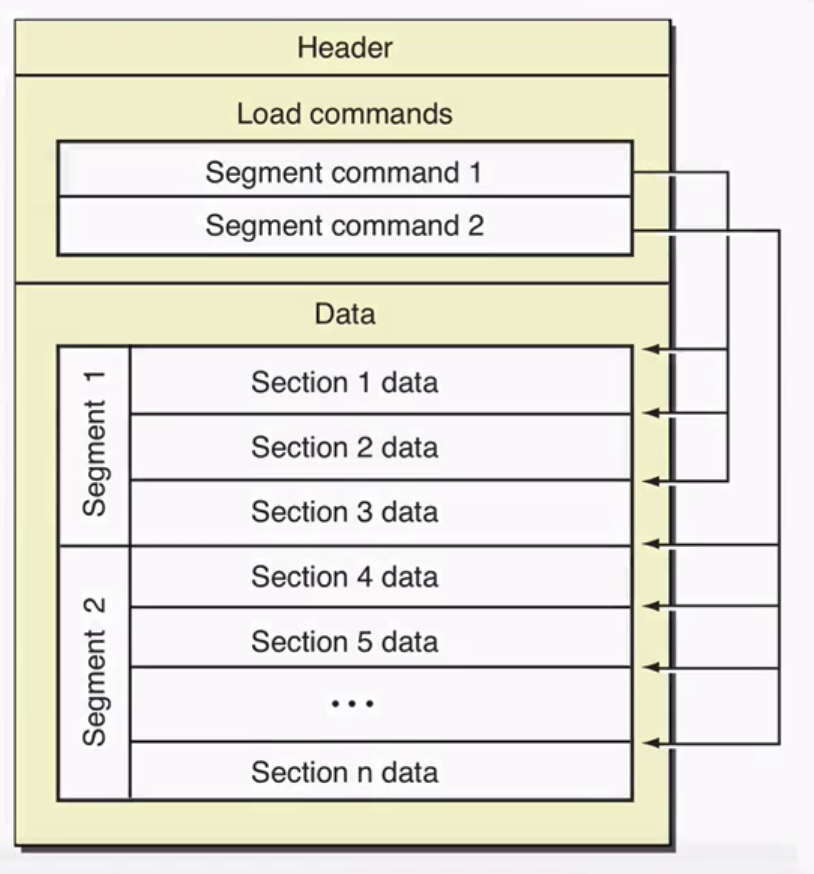 Header
Load commands
Segment command 1
Segment command 2
Data
Segment 1
Section 1 data
Section 2 data
Section 3 data
Segment 2
Section 4 data
Section 5 data
...
Section n data